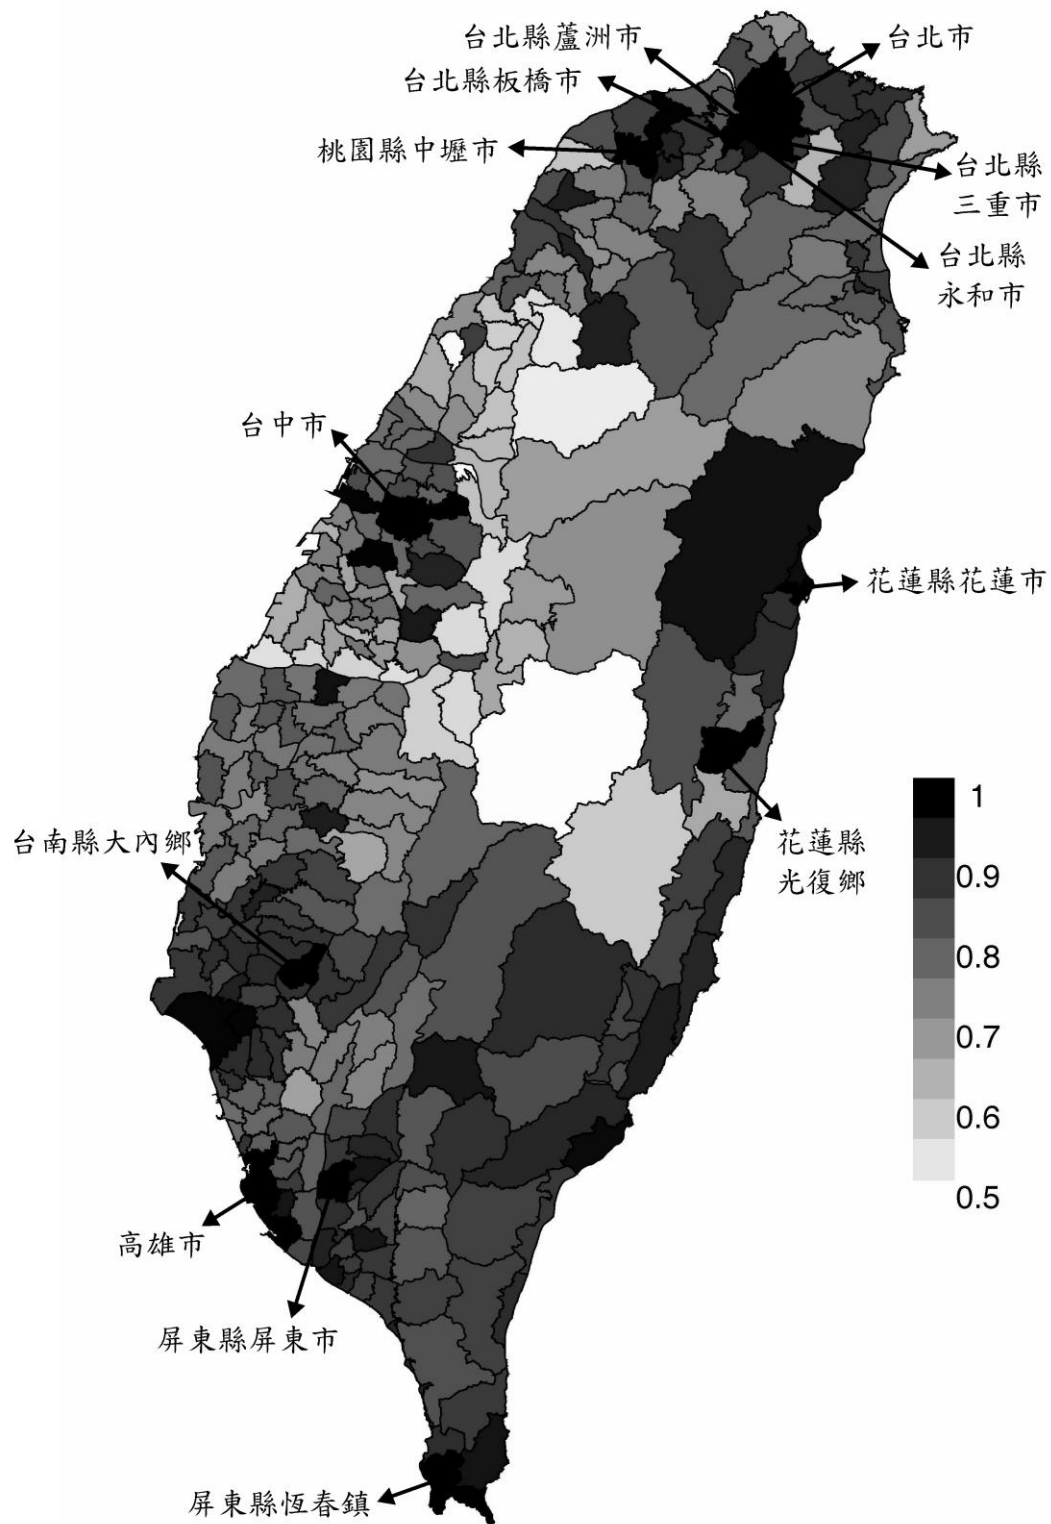 台北縣蘆洲市
台北市
台北縣板橋市
桃園縣中壢市
台北縣
三重市
台北縣
永和市
台中市
花蓮縣花蓮市
1
台南縣大內鄉
花蓮縣
光復鄉
0.9
0.8
0.7
0.6
0.5
高雄市
屏東縣屏東市
屏東縣恆春鎮